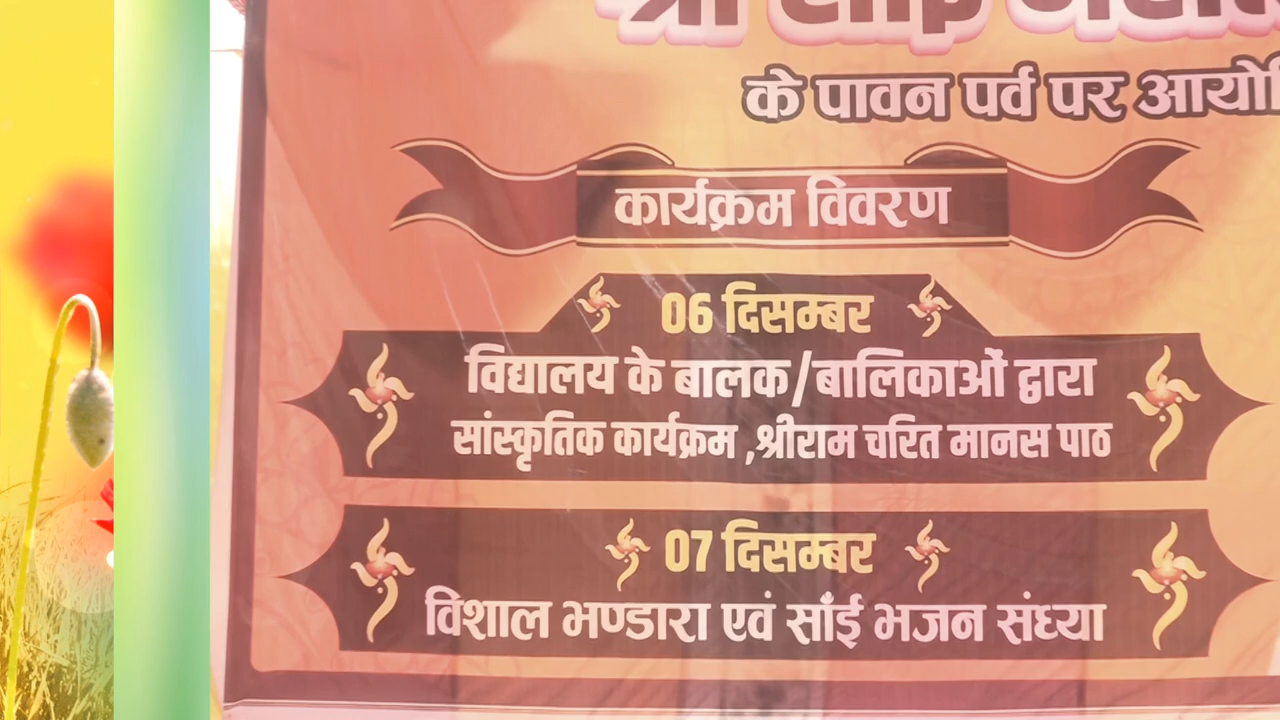 श्री साई
के पावन पर्व पर
कार्यक्रम विवरण
06 दिसम्बर
विद्यालय के बालक/बालिकाओं द्वारा
सांस्कृतिक कार्यक्रम ,श्रीराम चरित मानस पाठ
07 दिसम्बर
विशाल भण्डारा एवं साँई भजन संध्या